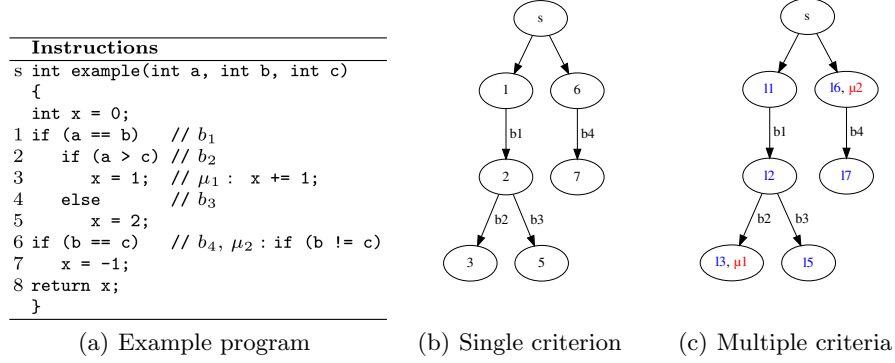 Instructions
s int example(int a, int b, int c)
{
int x = 0;
1 if (a == b) // b₁
2 if (a > c) // b₂
3 x = 1; // μ₁ : x += 1;
4 else // b₃
5 x = 2;
6 if (b == c) // b₄, μ₂ : if (b != c)
7 x = -1;
8 return x;
}
(a) Example program
s
1
6
b1
b4
2
7
b2
b3
3
5
(b) Single criterion
s
l1
l6, μ2
b1
b4
l2
l7
b2
b3
l3, μ1
l5
(c) Multiple criteria